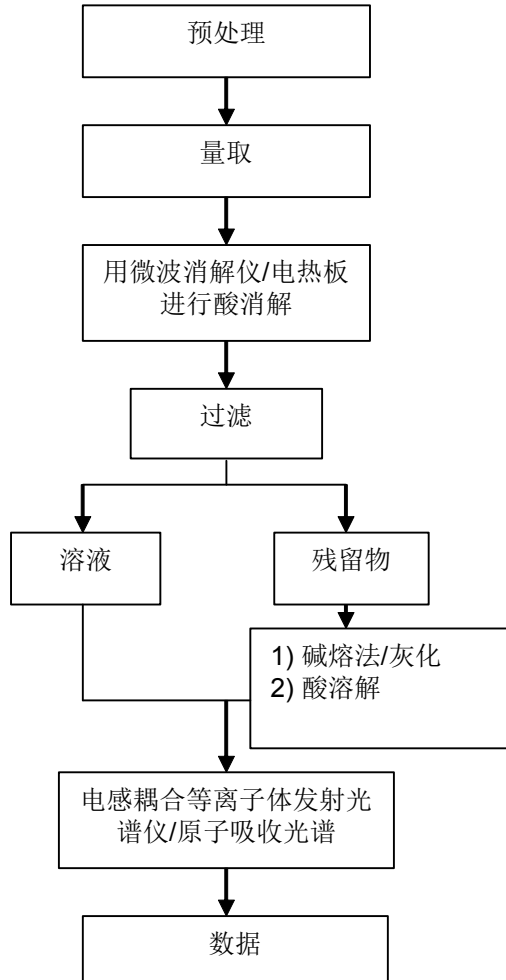 预处理
量取
用微波消解仪/电热板
进行酸消解
过滤
溶液
残留物
1) 碱熔法/灰化
2) 酸溶解
电感耦合等离子体发射光
谱仪/原子吸收光谱
数据